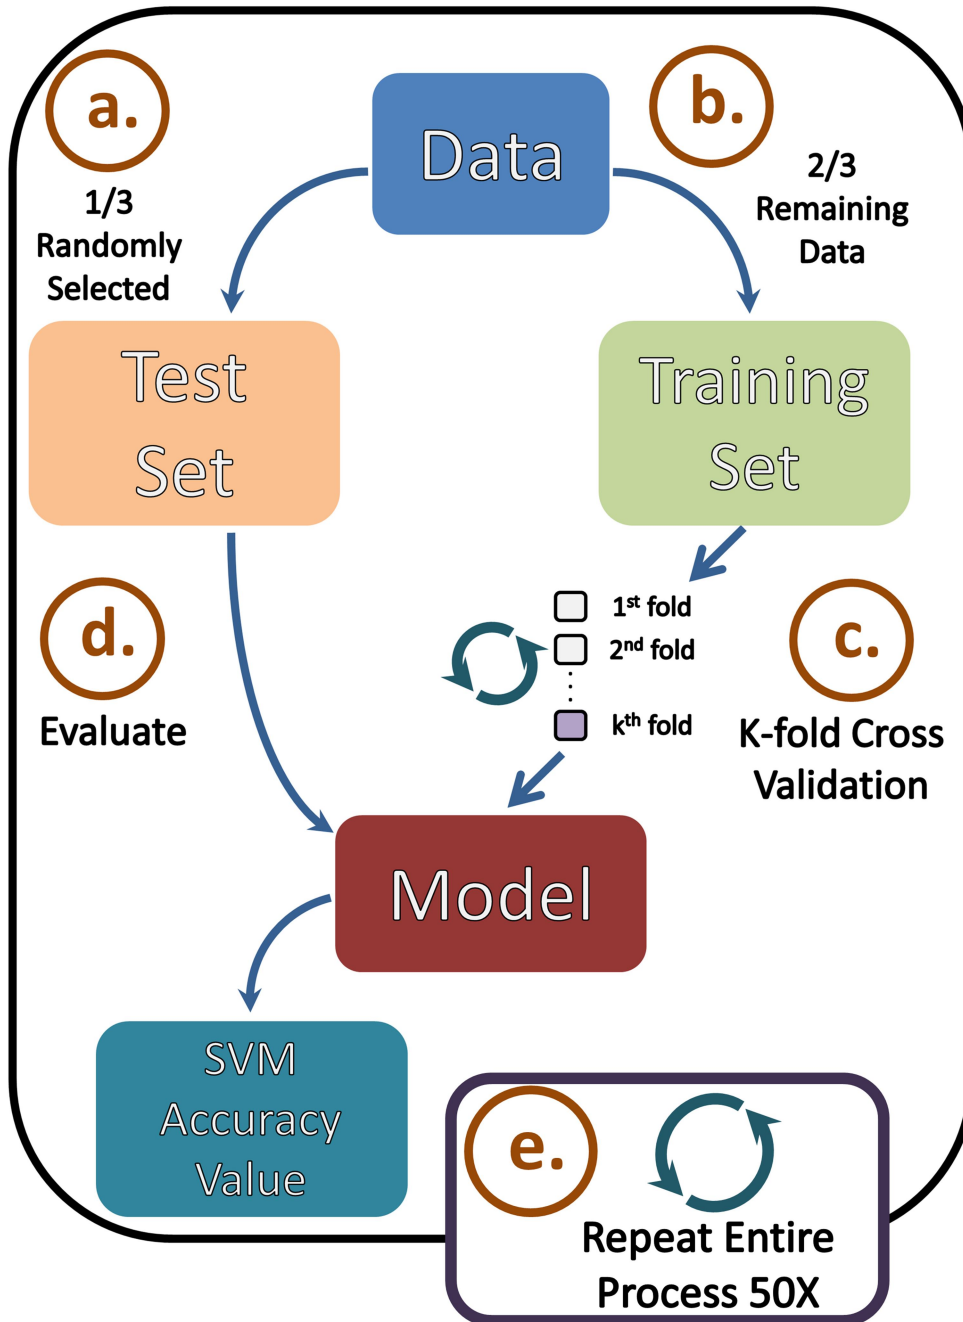 a.
1/3
Randomly
Selected
Data
b.
2/3
Remaining
Data
Test
Set
Training
Set
1st fold
2nd fold
kth fold
c.
K-fold Cross
Validation
d.
Evaluate
Model
SVM
Accuracy
Value
e.
Repeat Entire
Process 50X